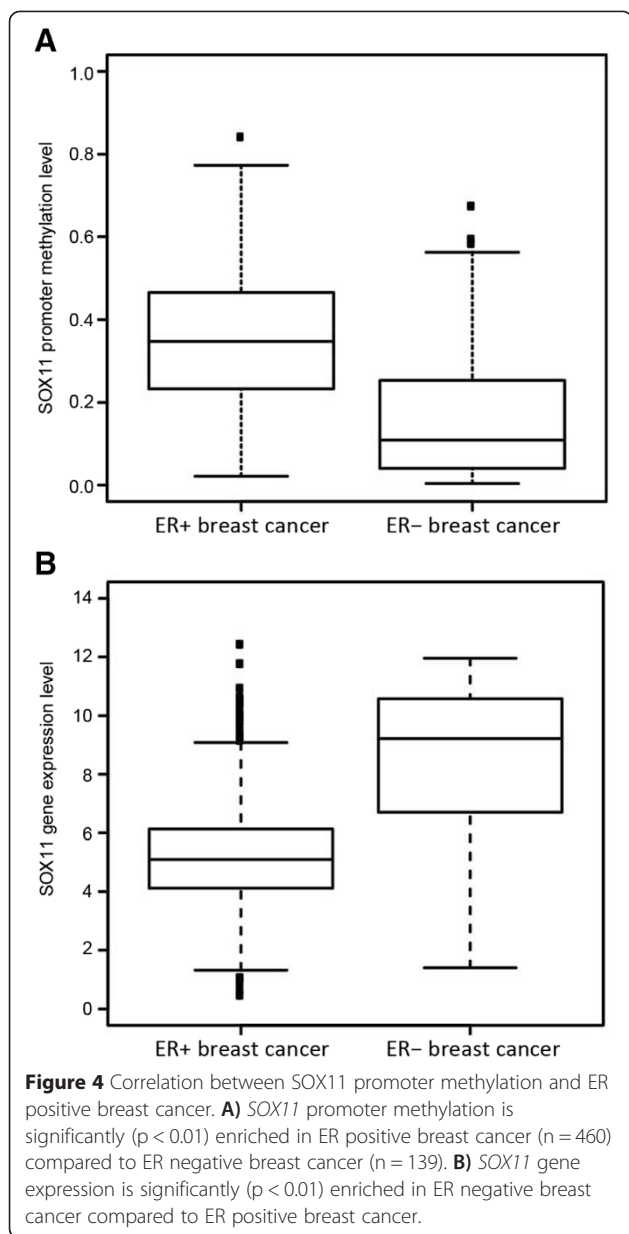 A
SOX11 promoter methylation level
1.0
0.8
0.6
0.4
0.2
0.0
ER+ breast cancer
ER− breast cancer
B
SOX11 gene expression level
14
12
10
8
6
4
2
0
ER+ breast cancer
ER− breast cancer
Figure 4 Correlation between SOX11 promoter methylation and ER
positive breast cancer. A) SOX11 promoter methylation is
significantly (p < 0.01) enriched in ER positive breast cancer (n = 460)
compared to ER negative breast cancer (n = 139). B) SOX11 gene
expression is significantly (p < 0.01) enriched in ER negative breast
cancer compared to ER positive breast cancer.